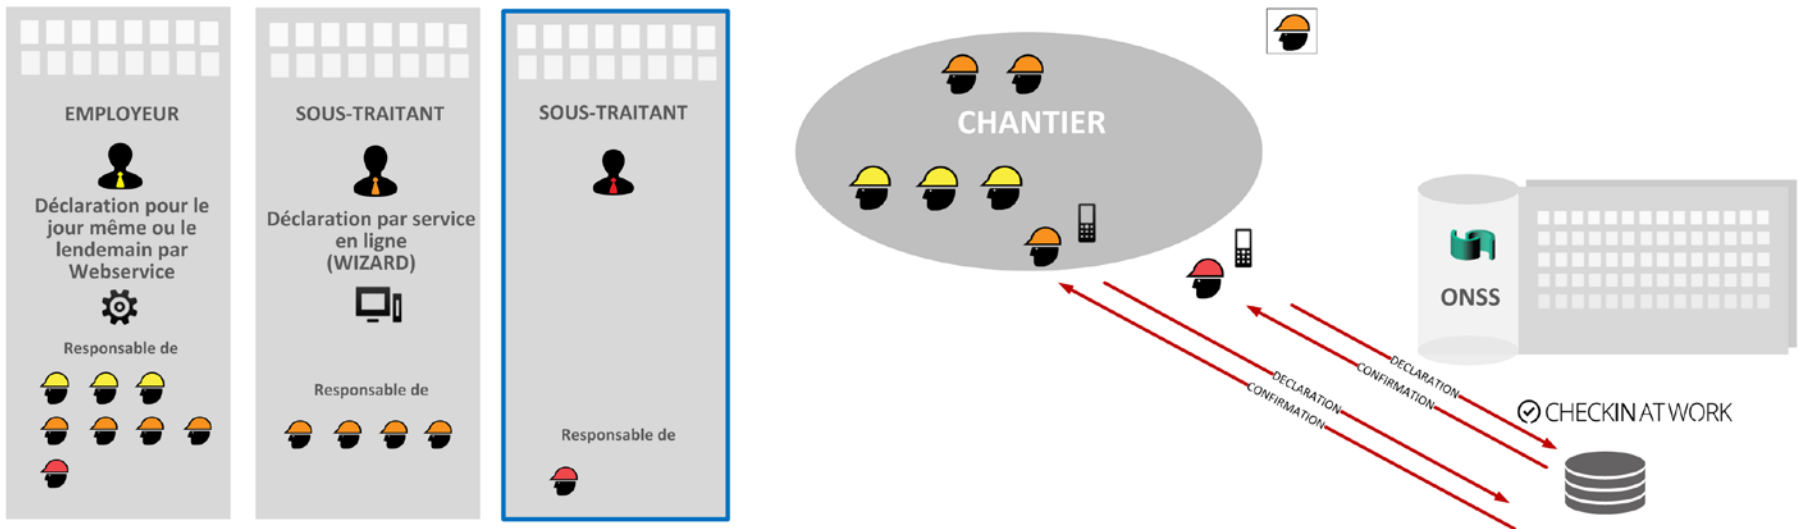 EMPLOYEUR
Déclaration pour le
jour même ou le
lendemain par
Webservice
Responsable de
SOUS-TRAITANT
Déclaration par service
en ligne
(WIZARD)
Responsable de
SOUS-TRAITANT
Responsable de
CHANTIER
ONSS
DECLARATION
CONFIRMATION
DECLARATION
CONFIRMATION
CHECKIN AT WORK